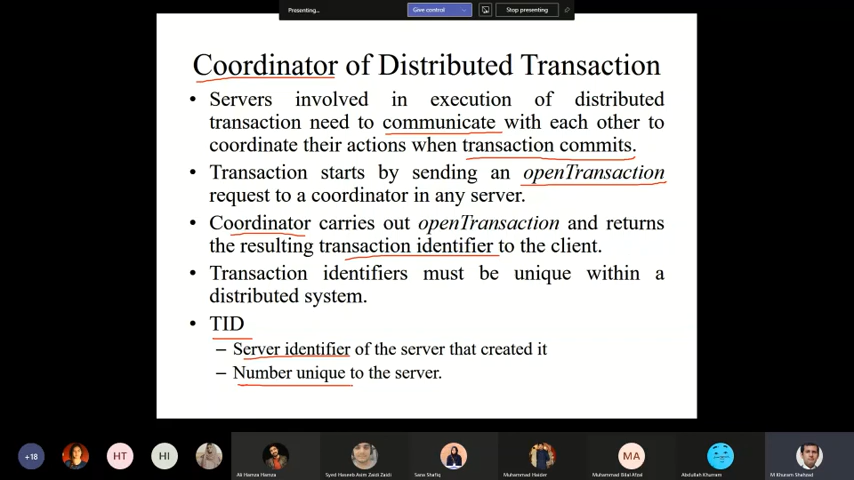 Presenting...
Give control
Stop presenting
Coordinator of Distributed Transaction
• Servers involved in execution of distributed
transaction need to communicate with each other to
coordinate their actions when transaction commits.
• Transaction starts by sending an openTransaction
request to a coordinator in any server.
• Coordinator carries out openTransaction and returns
the resulting transaction identifier to the client.
• Transaction identifiers must be unique within a
distributed system.
• TID
– Server identifier of the server that created it
– Number unique to the server.
+18
HT
HI
MA
Ali Hamza Hamza
Syed Haseeb Asim Zaidi Zaidi
Sana Shafiq
Muhammad Haider
Muhammad Bilal Afzal
Abdullah Khurram
M Khuram Shahzad